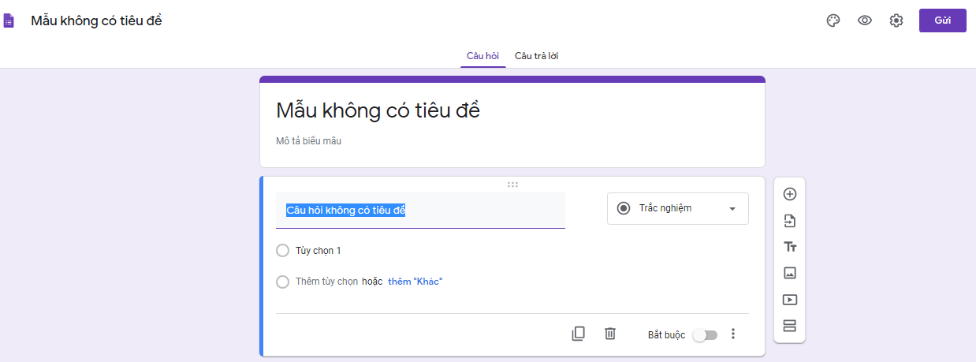 Mẫu không có tiêu đề
Gửi
Câu hỏi
Câu trả lời
Mẫu không có tiêu đề
Mô tả biểu mẫu
Câu hỏi không có tiêu đề
Trắc nghiệm
Tùy chọn 1
Thêm tùy chọn hoặc thêm "Khác"
Bắt buộc